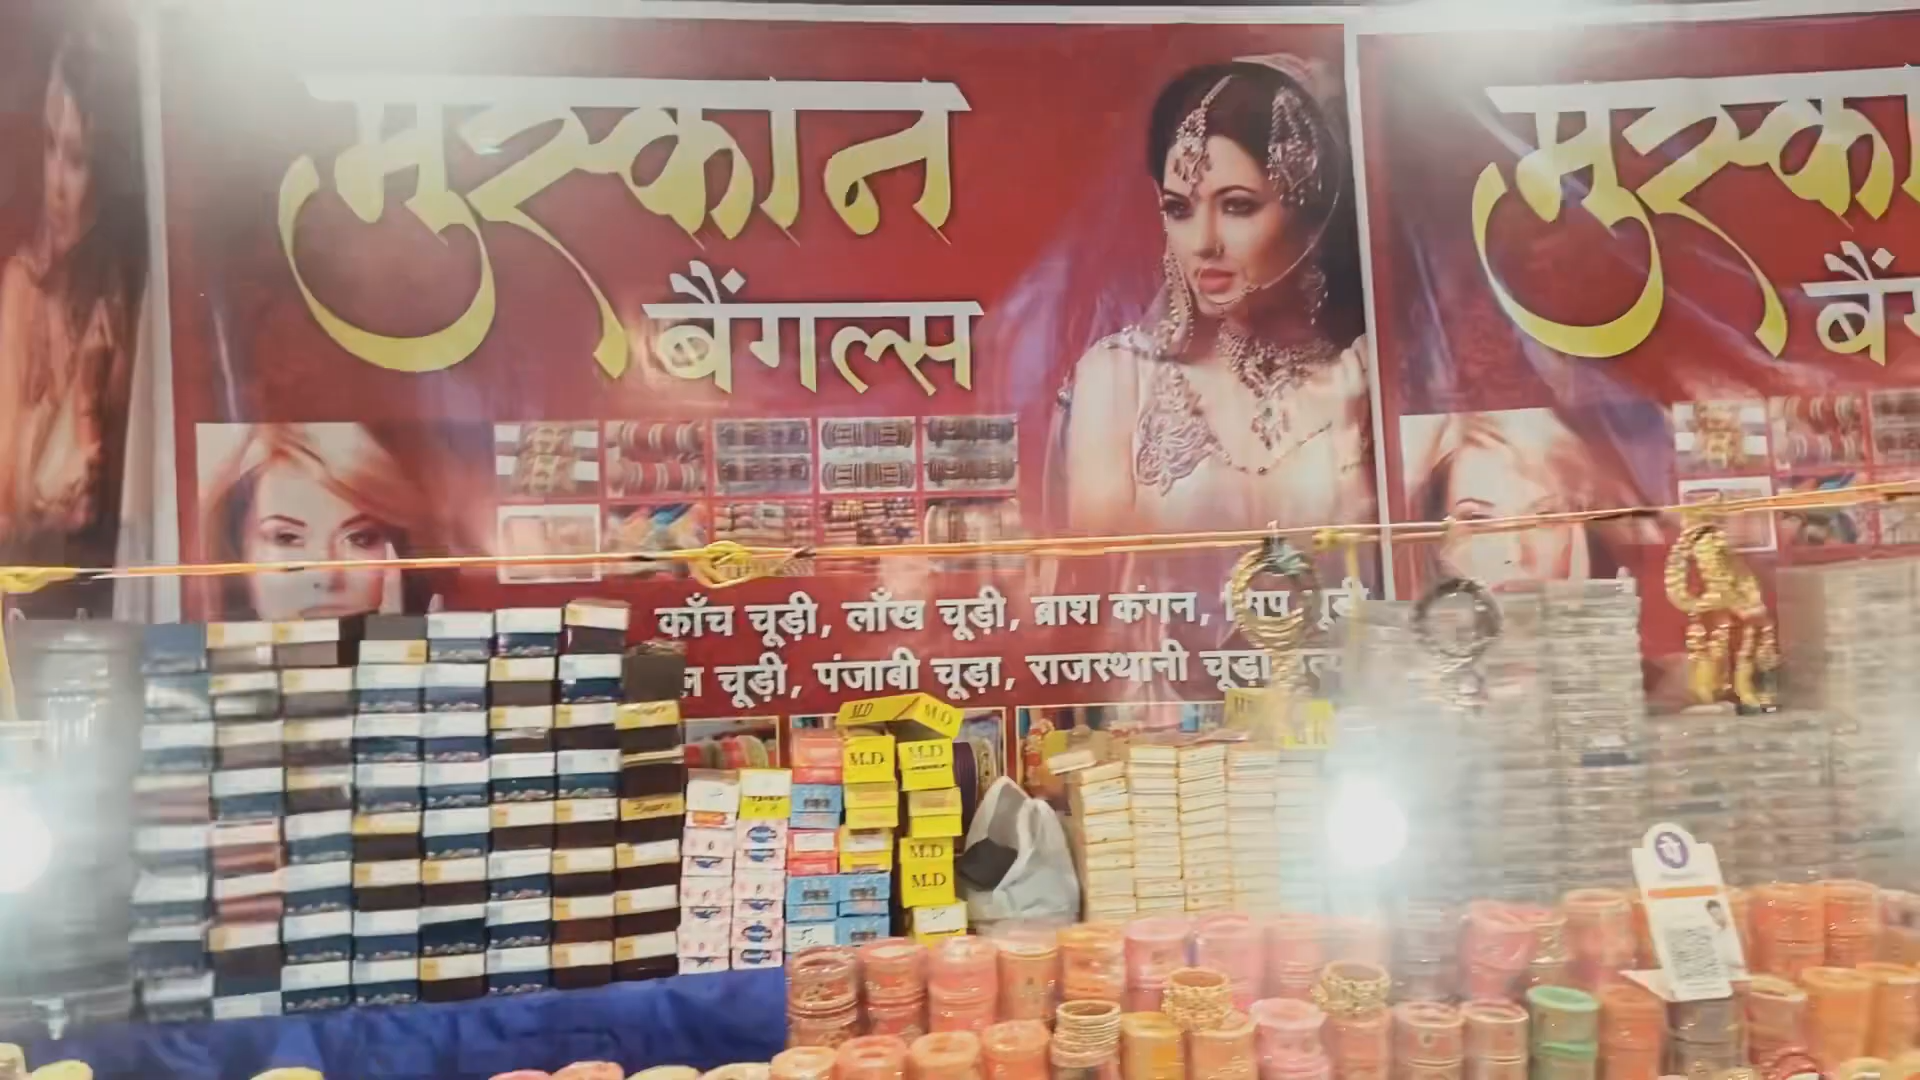 मुस्कान
बैंगल्स
काँच चूड़ी, लाँख चूड़ी, ब्राश कंगन,
चूड़ी, पंजाबी चूड़ा, राजस्थानी चूड़ा
M.D M.D
M.D M.D
M.D
M.D
मुस्का